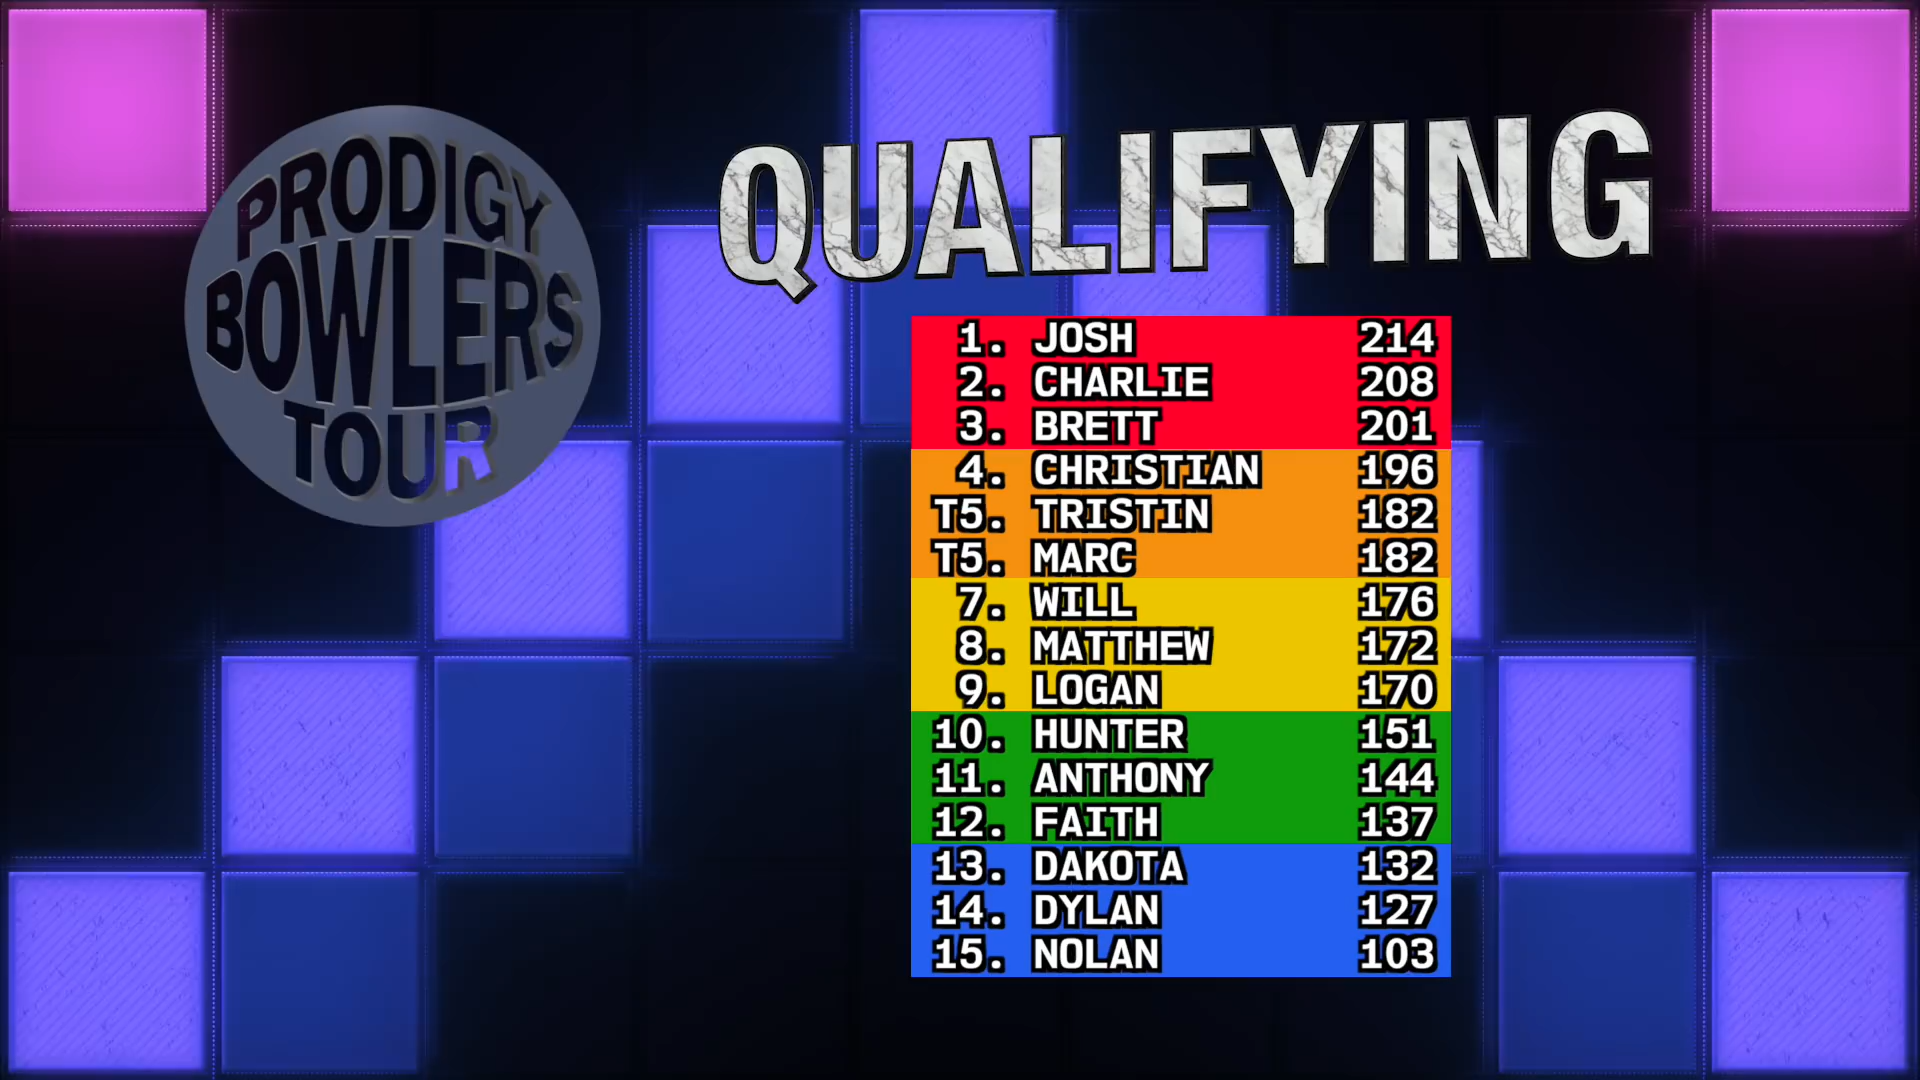 PRODIGY
BOWLERS
TOUR
QUALIFYING
1. JOSH 214
2. CHARLIE 208
3. BRETT 201
4. CHRISTIAN 196
T5. TRISTIN 182
T5. MARC 182
7. WILL 176
8. MATTHEW 172
9. LOGAN 170
10. HUNTER 151
11. ANTHONY 144
12. FAITH 137
13. DAKOTA 132
14. DYLAN 127
15. NOLAN 103